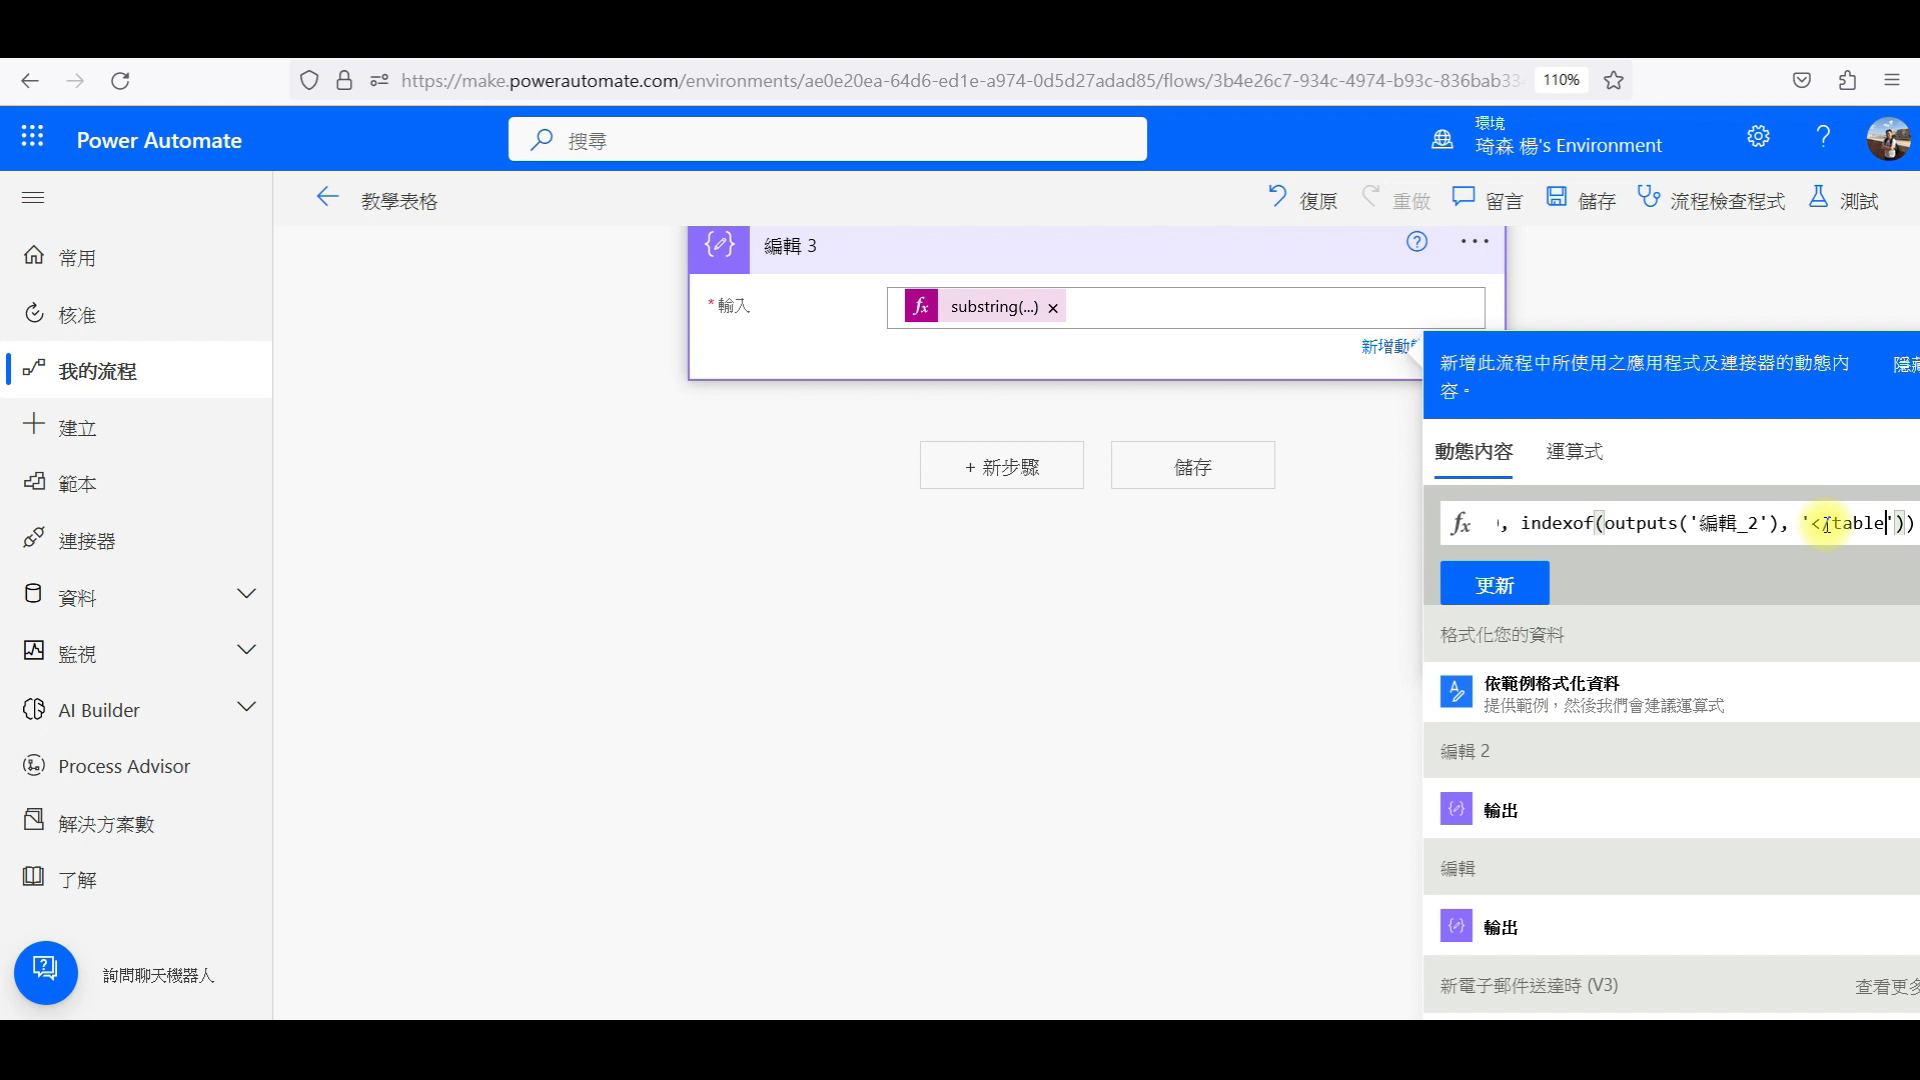 https://make.powerautomate.com/environments/ae0e20ea-64d6-ed1e-a974-0d5d27adad85/flows/3b4e26c7-934c-4974-b93c-836bab33
110%
Power Automate
搜尋
環境
琦森 楊's Environment
教學表格
復原
重做
留言
儲存
流程檢查程式
測試
常用
核准
我的流程
建立
範本
連接器
資料
監視
AI Builder
Process Advisor
解決方案數
了解
詢問聊天機器人
編輯 3
* 輸入
substring(...)
新增動
+ 新步驟
儲存
新增此流程中所使用之應用程式及連接器的動態內
容。
隱藏
動態內容
運算式
fx ), indexof(outputs('編輯_2'), '</table'))
更新
格式化您的資料
依範例格式化資料
提供範例，然後我們會建議運算式
編輯 2
輸出
編輯
輸出
新電子郵件送達時 (V3)
查看更多